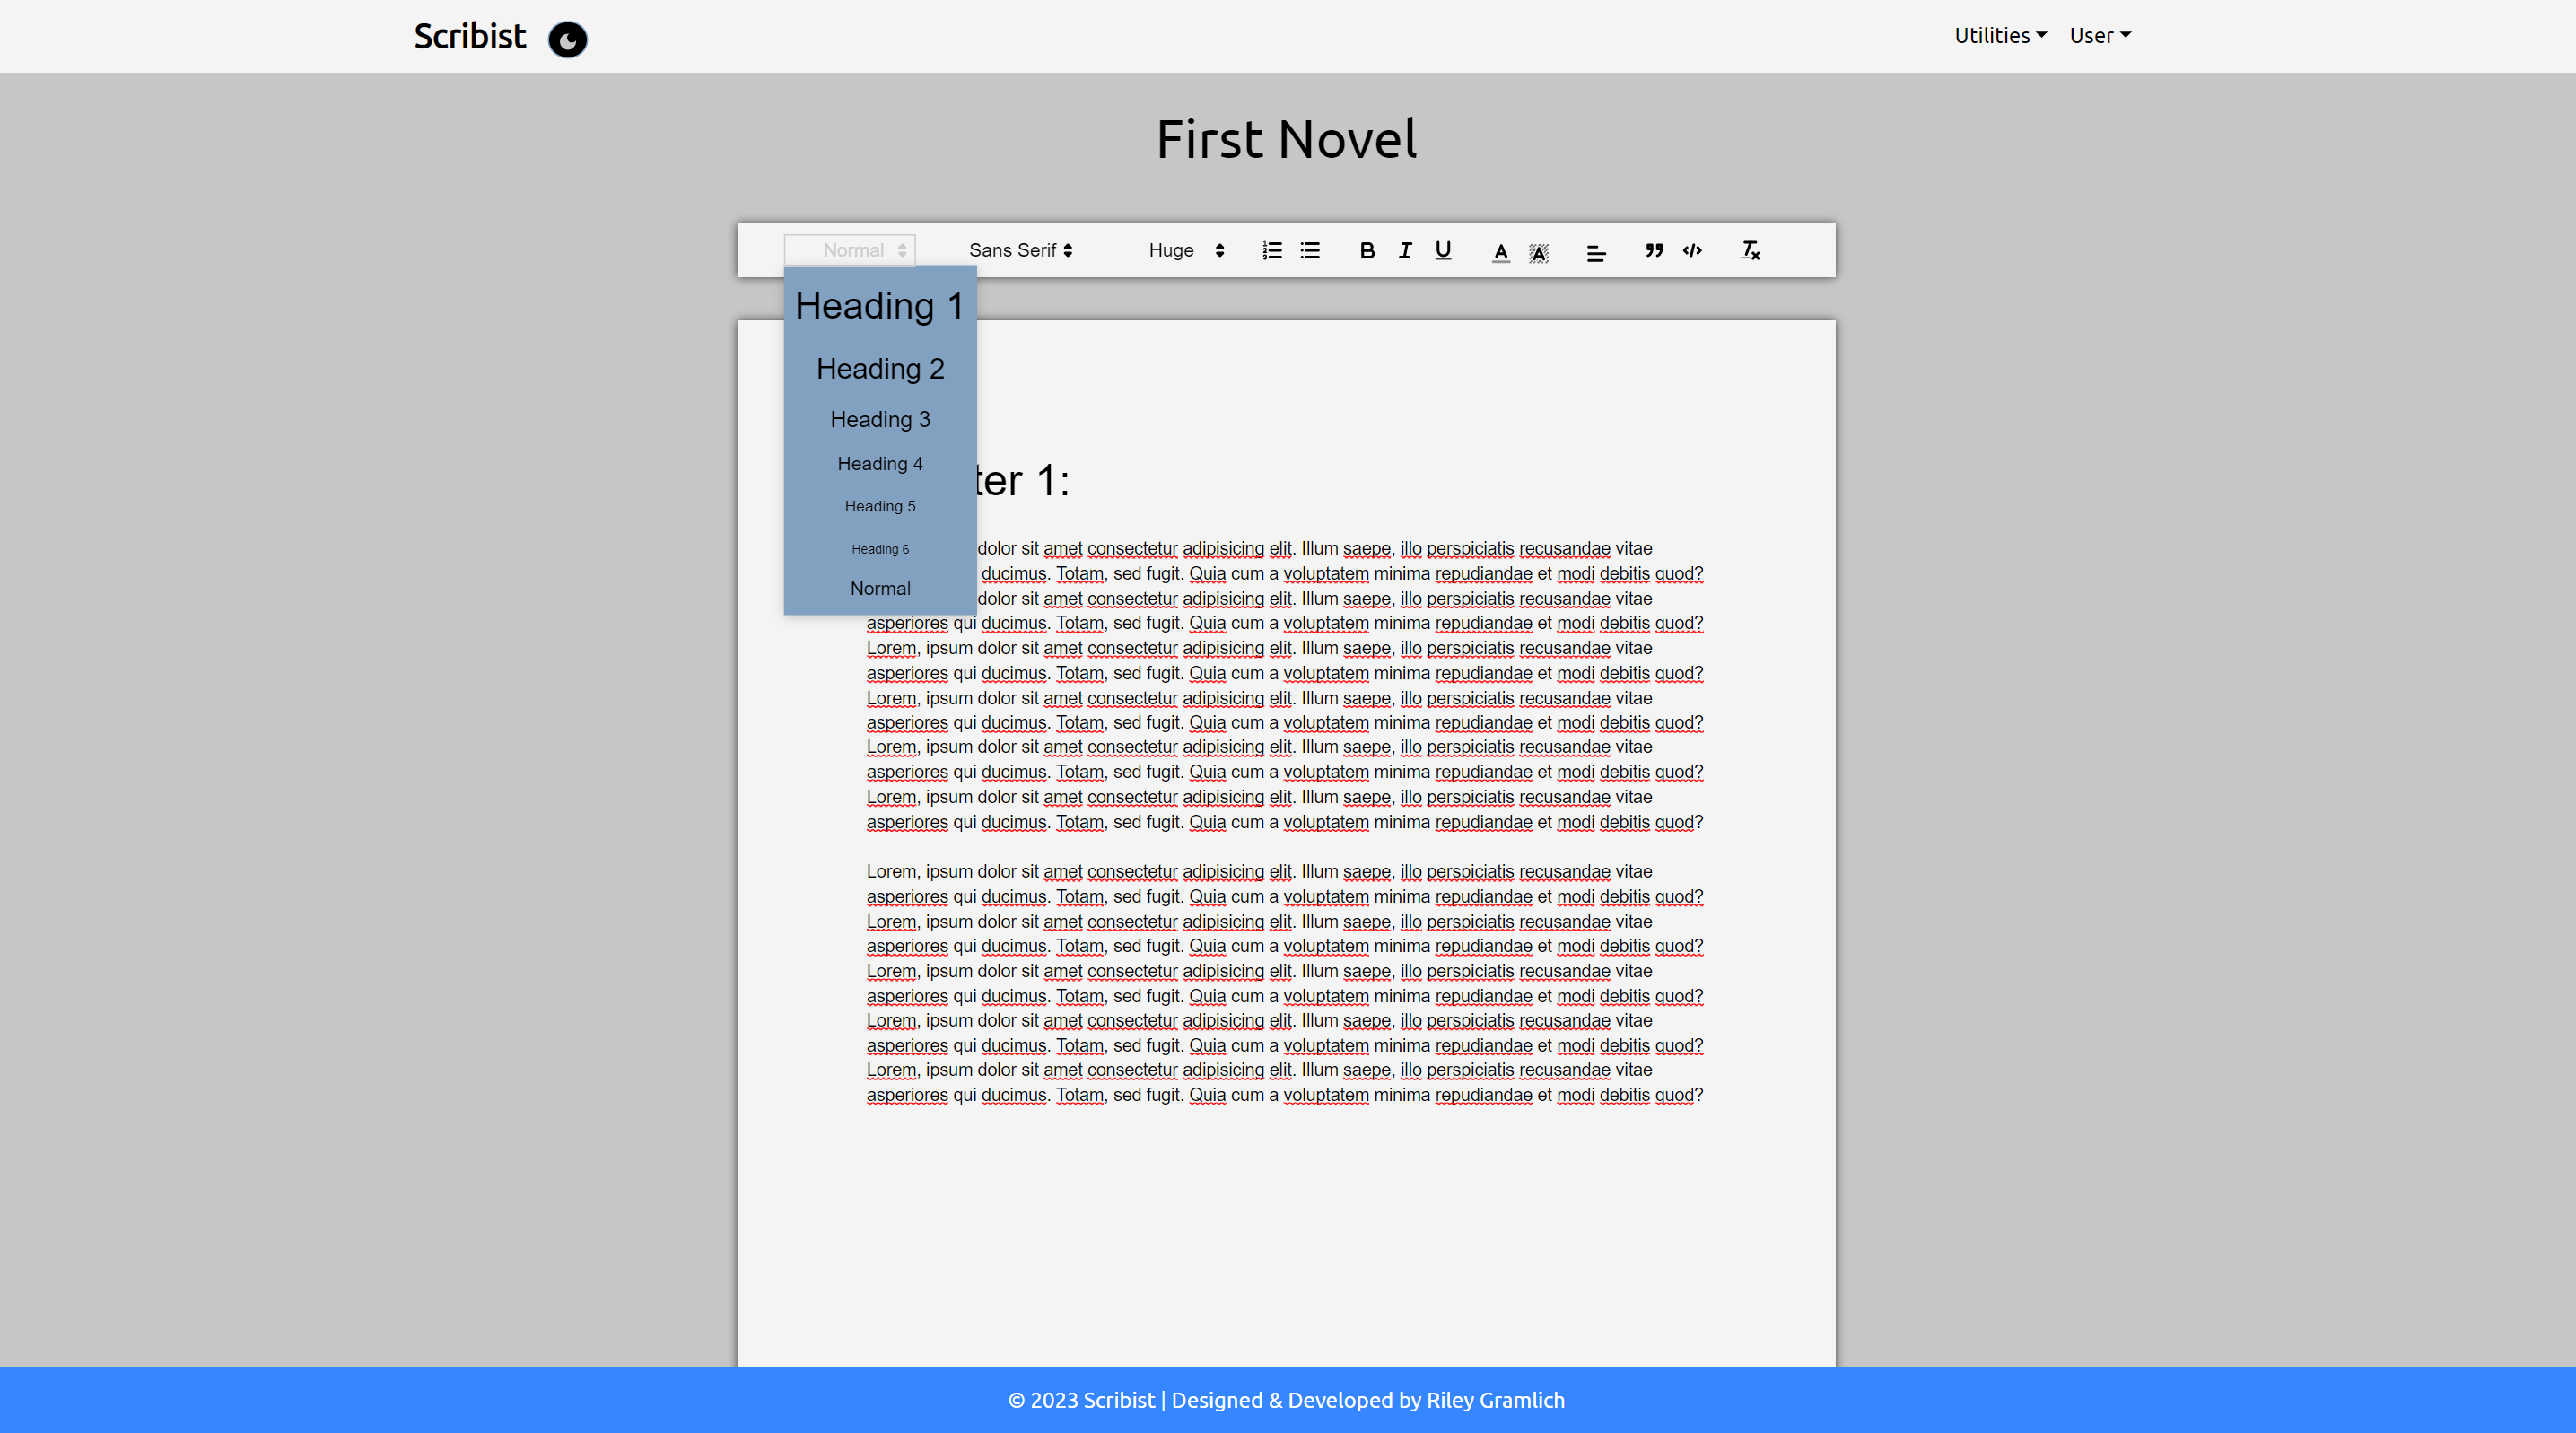 Scribist
Utilities User
First Novel
Normal Sans Serif Huge
Heading 1
Heading 2
Heading 3
Heading 4
Heading 5
Heading 6
Normal
ter 1:
dolor sit amet consectetur adipisicing elit. Illum saepe, illo perspiciatis recusandae vitae
ducimus. Totam, sed fugit. Quia cum a voluptatem minima repudiandae et modi debitis quod?
dolor sit amet consectetur adipisicing elit. Illum saepe, illo perspiciatis recusandae vitae
asperiores qui ducimus. Totam, sed fugit. Quia cum a voluptatem minima repudiandae et modi debitis quod?
Lorem, ipsum dolor sit amet consectetur adipisicing elit. Illum saepe, illo perspiciatis recusandae vitae
asperiores qui ducimus. Totam, sed fugit. Quia cum a voluptatem minima repudiandae et modi debitis quod?
Lorem, ipsum dolor sit amet consectetur adipisicing elit. Illum saepe, illo perspiciatis recusandae vitae
asperiores qui ducimus. Totam, sed fugit. Quia cum a voluptatem minima repudiandae et modi debitis quod?
Lorem, ipsum dolor sit amet consectetur adipisicing elit. Illum saepe, illo perspiciatis recusandae vitae
asperiores qui ducimus. Totam, sed fugit. Quia cum a voluptatem minima repudiandae et modi debitis quod?
Lorem, ipsum dolor sit amet consectetur adipisicing elit. Illum saepe, illo perspiciatis recusandae vitae
asperiores qui ducimus. Totam, sed fugit. Quia cum a voluptatem minima repudiandae et modi debitis quod?
Lorem, ipsum dolor sit amet consectetur adipisicing elit. Illum saepe, illo perspiciatis recusandae vitae
asperiores qui ducimus. Totam, sed fugit. Quia cum a voluptatem minima repudiandae et modi debitis quod?
Lorem, ipsum dolor sit amet consectetur adipisicing elit. Illum saepe, illo perspiciatis recusandae vitae
asperiores qui ducimus. Totam, sed fugit. Quia cum a voluptatem minima repudiandae et modi debitis quod?
Lorem, ipsum dolor sit amet consectetur adipisicing elit. Illum saepe, illo perspiciatis recusandae vitae
asperiores qui ducimus. Totam, sed fugit. Quia cum a voluptatem minima repudiandae et modi debitis quod?
Lorem, ipsum dolor sit amet consectetur adipisicing elit. Illum saepe, illo perspiciatis recusandae vitae
asperiores qui ducimus. Totam, sed fugit. Quia cum a voluptatem minima repudiandae et modi debitis quod?
Lorem, ipsum dolor sit amet consectetur adipisicing elit. Illum saepe, illo perspiciatis recusandae vitae
asperiores qui ducimus. Totam, sed fugit. Quia cum a voluptatem minima repudiandae et modi debitis quod?
© 2023 Scribist | Designed & Developed by Riley Gramlich